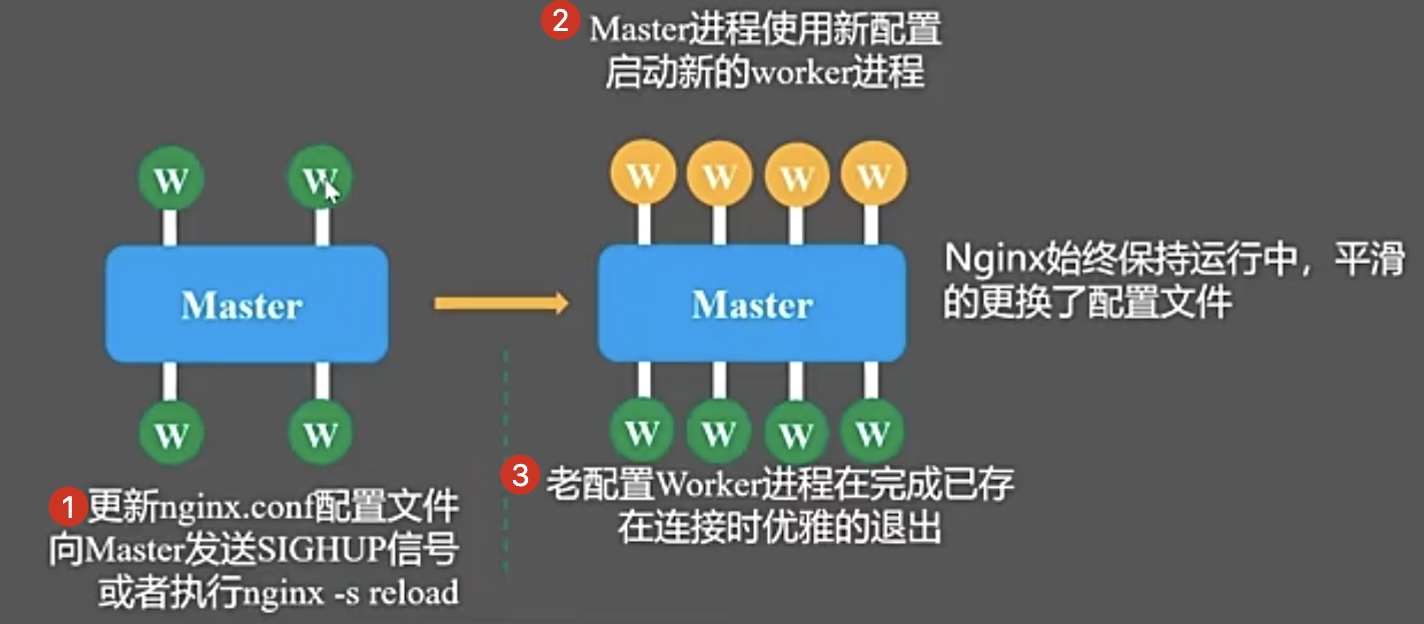 2 Master进程使用新配置
启动新的worker进程
W W
W W W W
Master
Master
Nginx始终保持运行中，平滑
的更换了配置文件
W W
W W W W
1 更新nginx.conf配置文件
向Master发送SIGHUP信号
或者执行nginx -s reload
3 老配置Worker进程在完成已存
在连接时优雅的退出